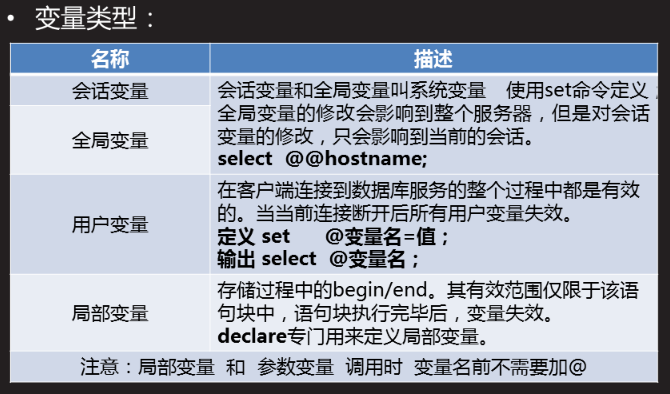 • 变量类型：
名称 描述
会话变量
全局变量
会话变量和全局变量叫系统变量 使用set命令定义；
全局变量的修改会影响到整个服务器，但是对会话
变量的修改，只会影响到当前的会话。
select @@hostname;
用户变量
在客户端连接到数据库服务的整个过程中都是有效
的。当当前连接断开后所有用户变量失效。
定义 set @变量名=值；
输出 select @变量名；
局部变量
存储过程中的begin/end。其有效范围仅限于该语
句块中，语句块执行完毕后，变量失效。
declare专门用来定义局部变量。
注意：局部变量 和 参数变量 调用时 变量名前不需要加@